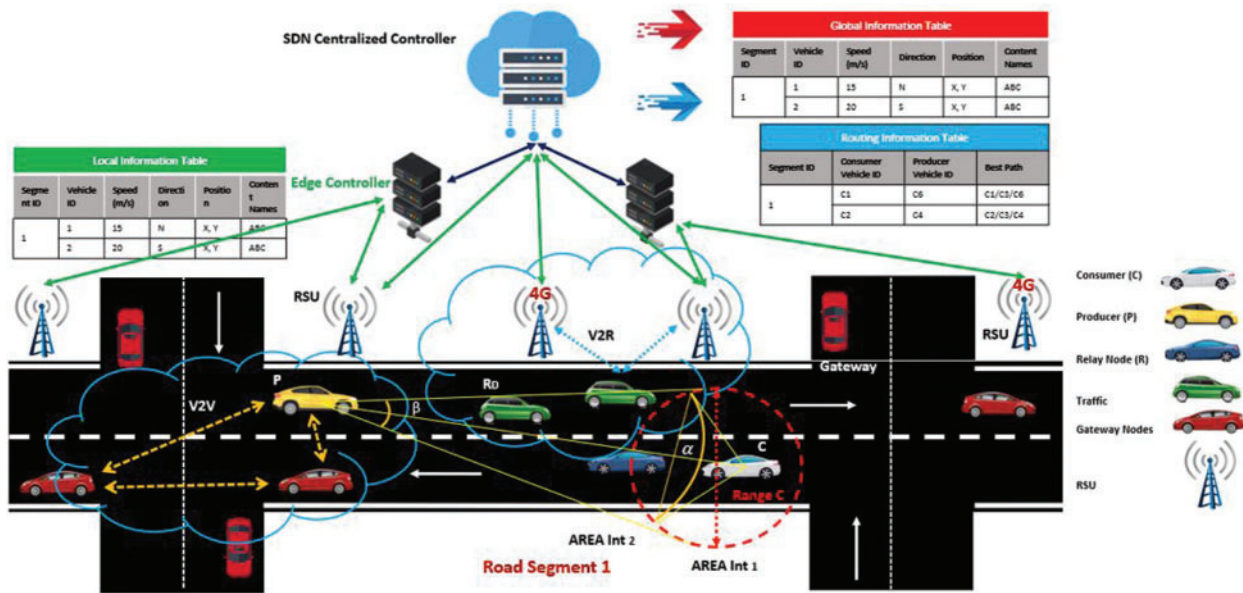 SDN Centralized Controller
Global Information Table
Segment ID Vehicle ID Speed (m/s) Direction Position Content Names
1 1 15 N X, Y ABC
2 20 S X, Y ABC
Routing Information Table
Segment ID Consumer Vehicle ID Producer Vehicle ID Best Path
1 C1 C6 C1/C3/C6
C2 C4 C2/C3/C4
Local Information Table
Segme nt ID Vehicle ID Speed (m/s) Directi on Positio n Conten t Names
1 1 15 N X, Y ABC
2 20 S X, Y ABC
Edge Controller
RSU
4G
V2R
4G
RSU
Consumer (C)
Producer (P)
Relay Node (R)
Traffic
Gateway Nodes
RSU
Gateway
P
V2V
β
RD
α
C
Range C
AREA Int 2
AREA Int 1
Road Segment 1